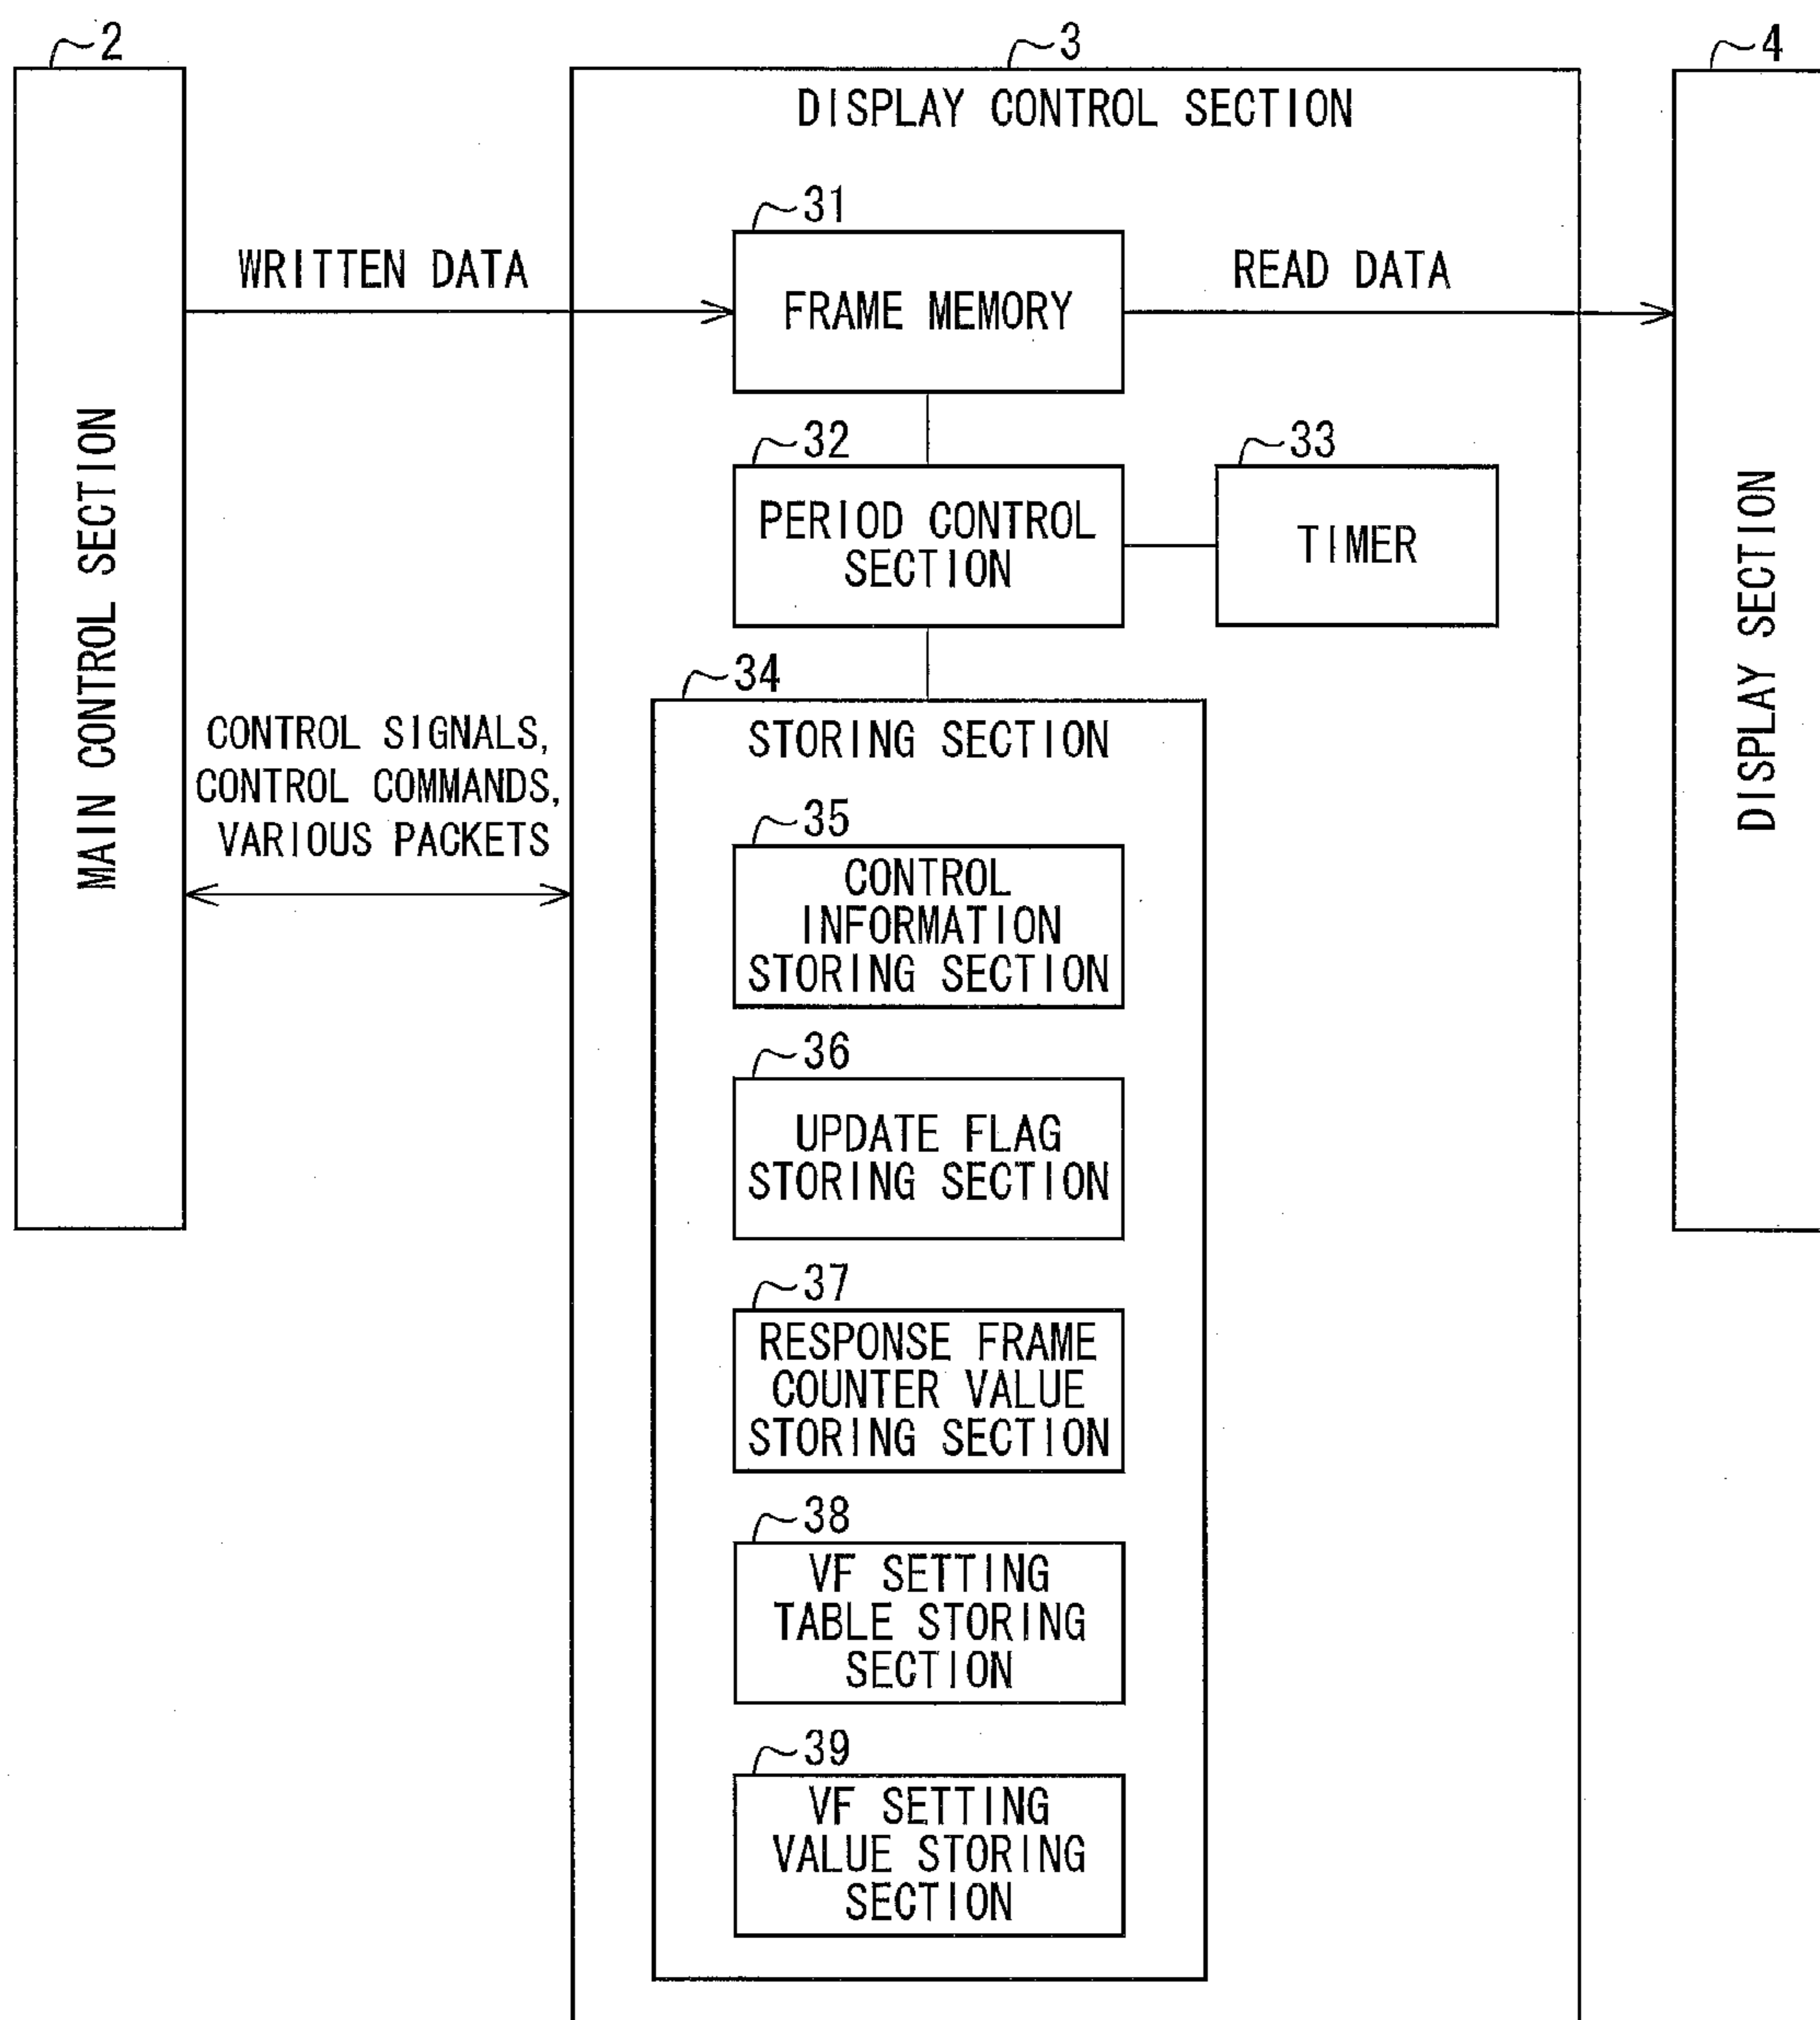 2
3
4
DISPLAY CONTROL SECTION
31
WRITTEN DATA
FRAME MEMORY
READ DATA
32
33
MAIN CONTROL SECTION
PERIOD CONTROL
SECTION
TIMER
DISPLAY SECTION
34
STORING SECTION
CONTROL SIGNALS,
CONTROL COMMANDS,
VARIOUS PACKETS
35
CONTROL
INFORMATION
STORING SECTION
36
UPDATE FLAG
STORING SECTION
37
RESPONSE FRAME
COUNTER VALUE
STORING SECTION
38
VF SETTING
TABLE STORING
SECTION
39
VF SETTING
VALUE STORING
SECTION